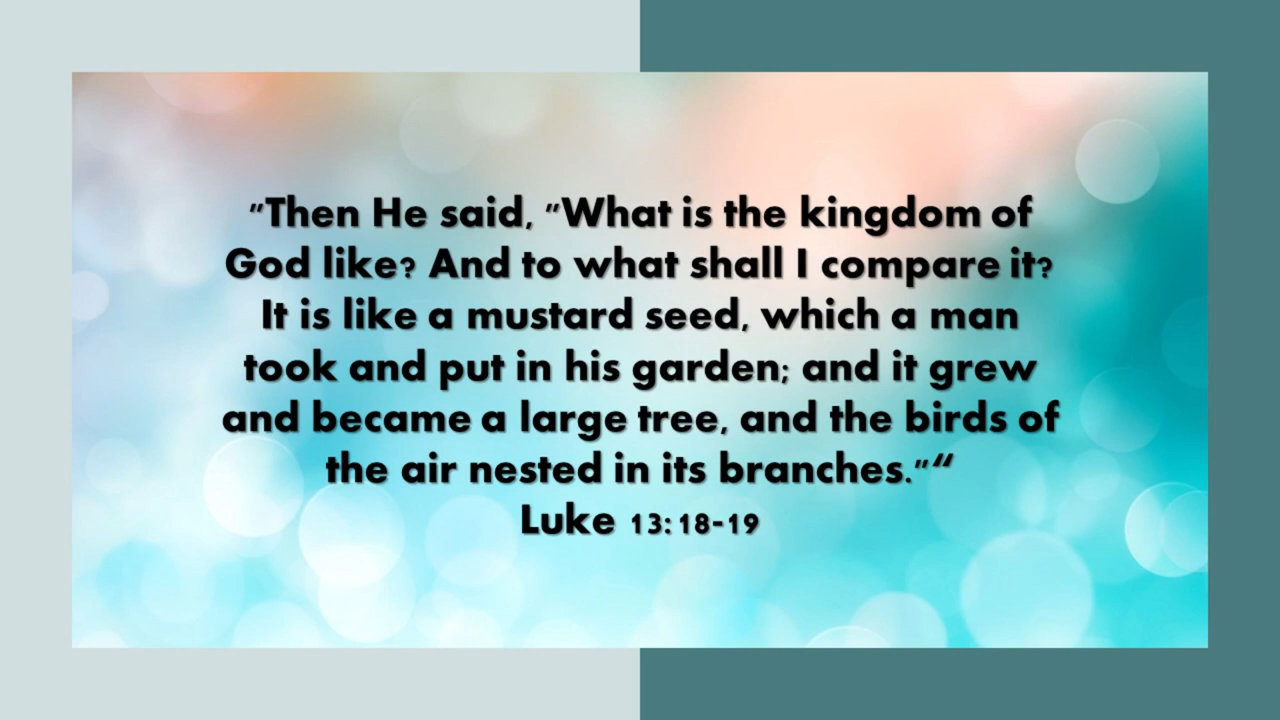 "Then He said, "What is the kingdom of
God like? And to what shall I compare it?
It is like a mustard seed, which a man
took and put in his garden; and it grew
and became a large tree, and the birds of
the air nested in its branches."“
Luke 13:18-19